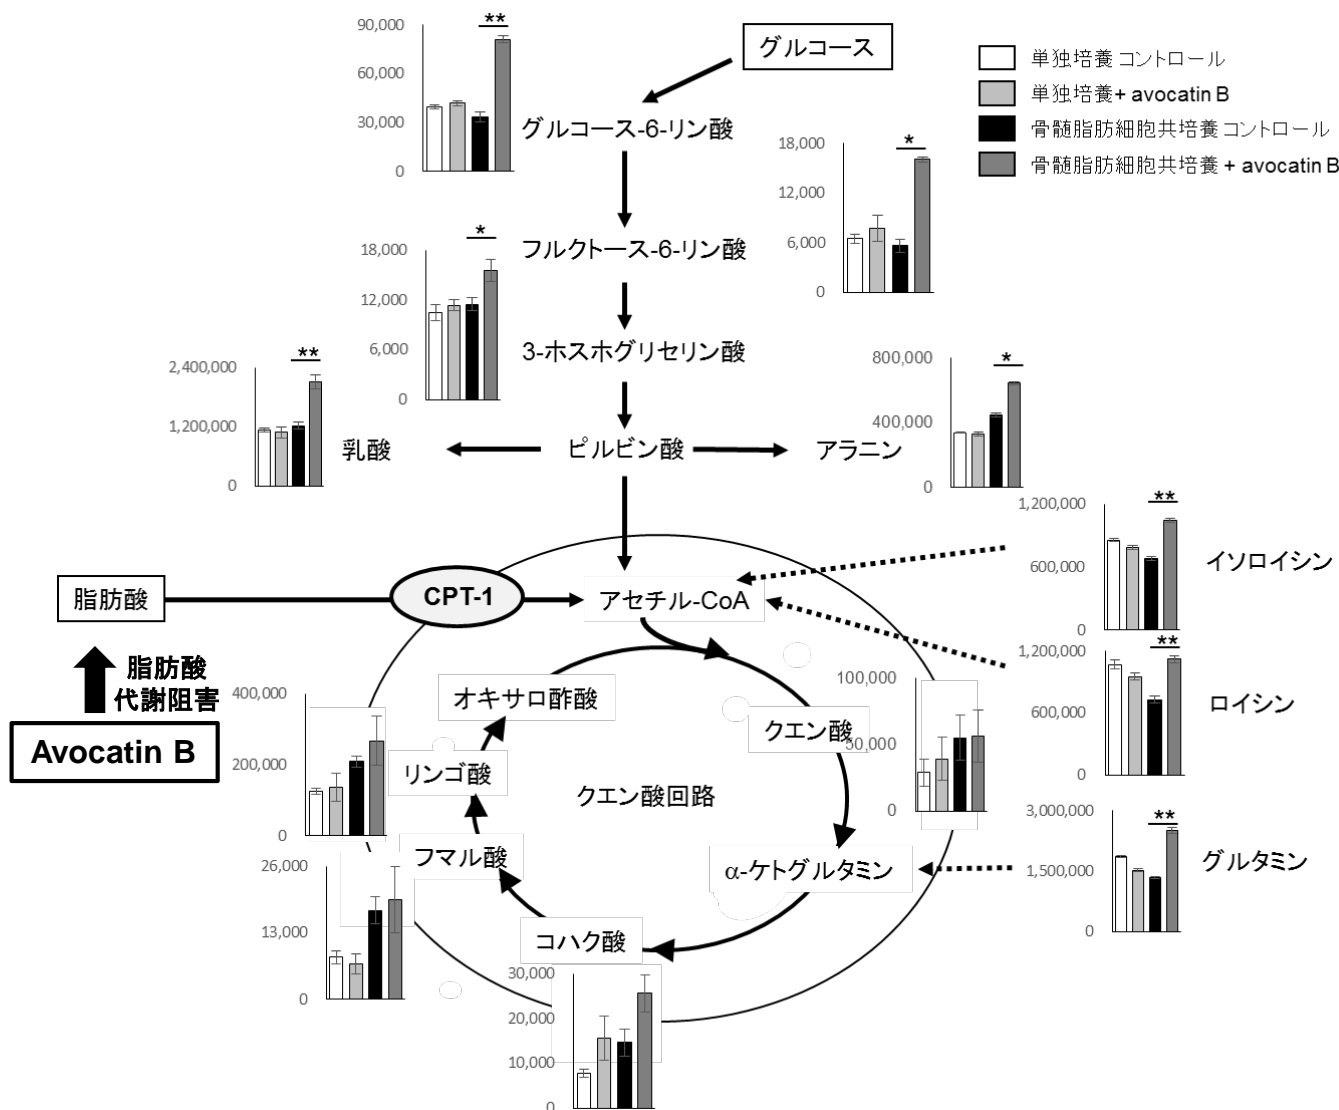 90,000
60,000
30,000
0
**
グルコース
単独培養 コントロール
単独培養+ avocatin B
骨髄脂肪細胞共培養 コントロール
骨髄脂肪細胞共培養 + avocatin B
グルコース-6-リン酸
18,000
12,000
6,000
0
*
フルクトース-6-リン酸
18,000
12,000
6,000
0
*
3-ホスホグリセリン酸
2,400,000
1,200,000
0
**
乳酸
ピルビン酸
アラニン
800,000
400,000
0
*
1,200,000
600,000
0
**
イソロイシン
脂肪酸
CPT-1
アセチル-CoA
脂肪酸
代謝阻害
Avocatin B
1,200,000
600,000
0
**
ロイシン
オキサロ酢酸
クエン酸
100,000
50,000
0
400,000
200,000
0
リンゴ酸
クエン酸回路
フマル酸
α-ケトグルタミン
3,000,000
1,500,000
0
**
グルタミン
26,000
13,000
0
コハク酸
30,000
20,000
10,000
0